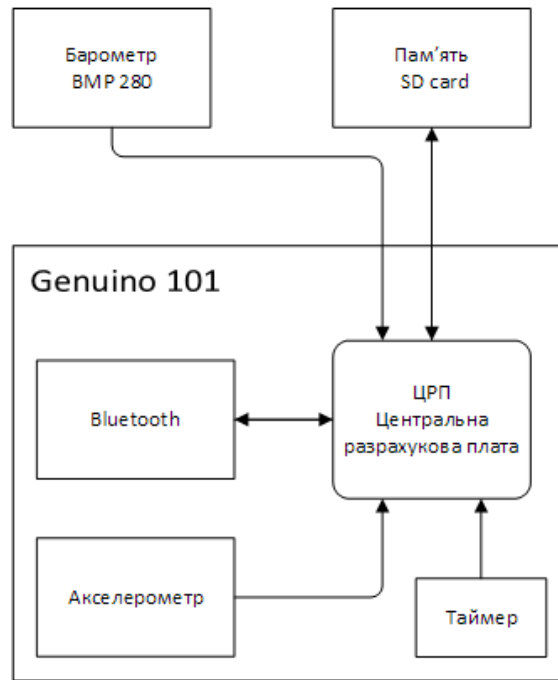 Барометр
BMP 280
Пам’ять
SD card
Genuino 101
Bluetooth
ЦРП
Центральна
разрахукова плата
Акселерометр
Таймер